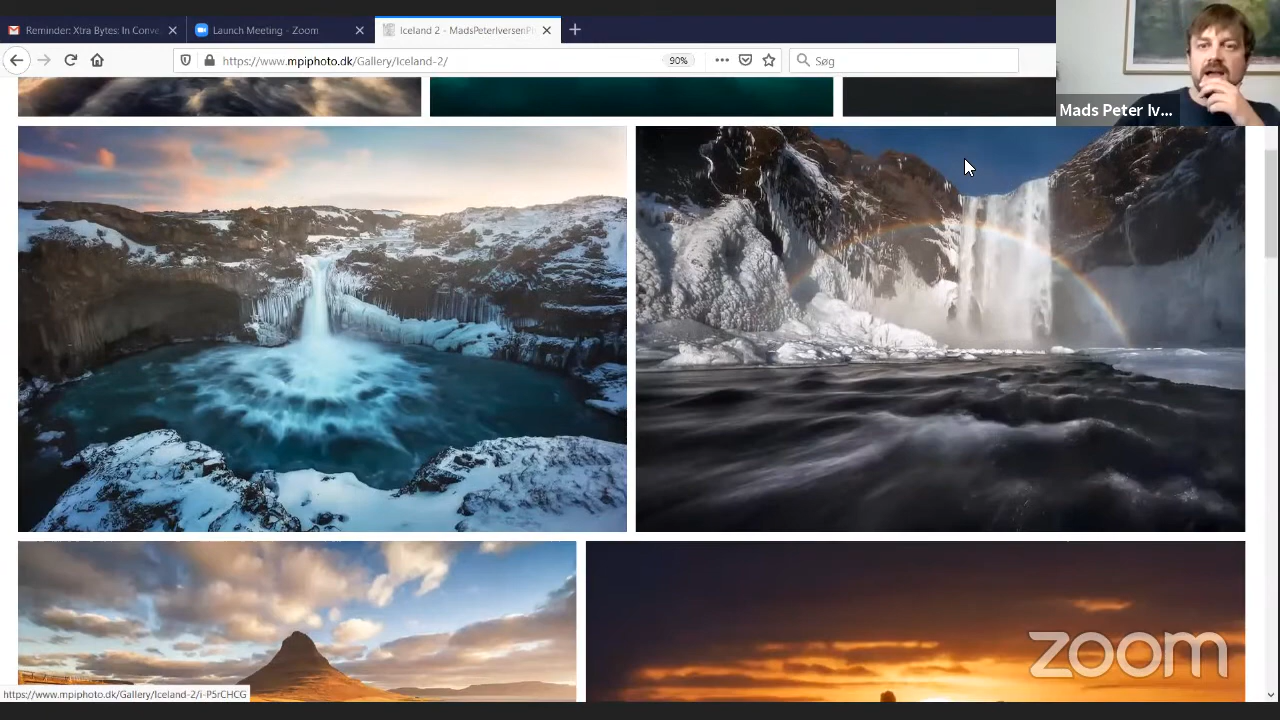 Reminder: Xtra Bytes: In Conve
Launch Meeting - Zoom
Iceland 2 - MadsPeterIversenP
https://www.mpiphoto.dk/Gallery/Iceland-2/
90%
Søg
Mads Peter Iv...
zoom
https://www.mpiphoto.dk/Gallery/Iceland-2/i-PSrCHCG